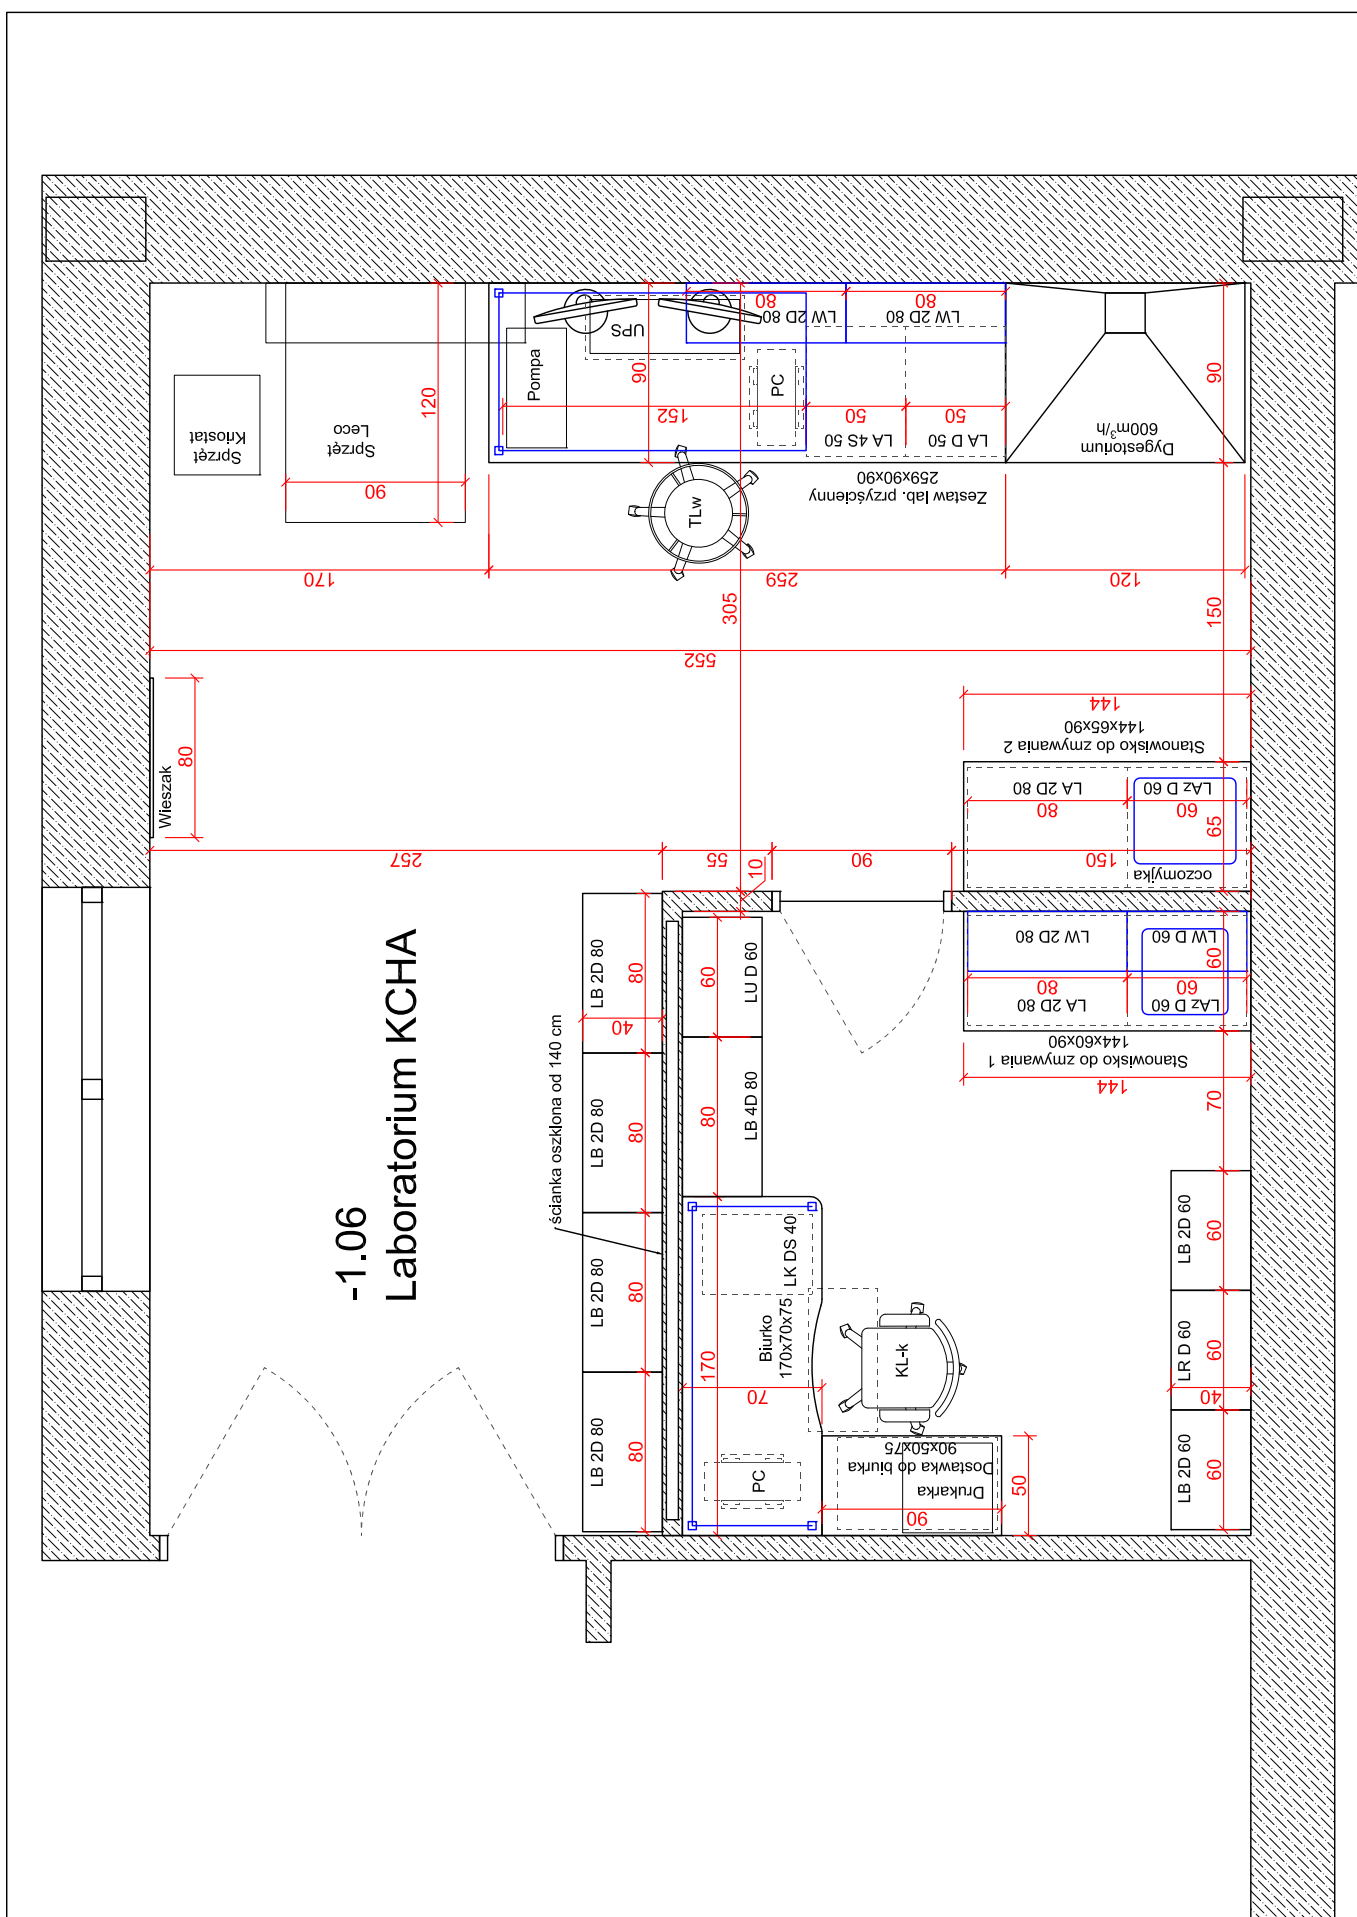 -1.06
Laboratorium KCHA
Sprzęt
Kriostat
Sprzęt
Leco
120
90
Pompa
UPS
90
152
PC
80
80
LW 2D 80
LW 2D 80
50
50
LA 4S 50
LA D 50
Zestaw lab. przyścienny
259x90x90
Dygestorium
600m³/h
90
TLw
170
259
120
305
150
552
Wieszak
80
144
Stanowisko do zmywania 2
144x65x90
LA 2D 80
LAz D 60
80
60
65
oczomyjka
257
55
10
90
150
LB 2D 80
80
40
LB 2D 80
80
LB 2D 80
80
LB 2D 80
80
ścianka oszklona od 140 cm
60
LU D 60
80
LB 4D 80
LW 2D 80
LW D 60
60
80
60
LA 2D 80
LAz D 60
Stanowisko do zmywania 1
144x60x90
144
70
170
LK DS 40
Biurko
170x70x75
70
KL-k
PC
Dostawka do biurka
90x50x75
Drukarka
90
50
LB 2D 60
60
LR D 60
60
40
LB 2D 60
60